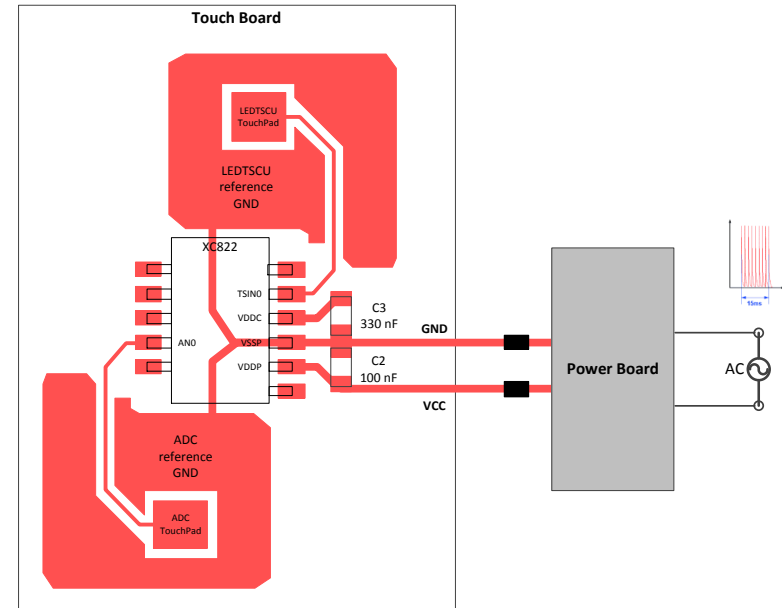 Touch Board
LEDTSCU
TouchPad
LEDTSCU
reference
GND
XC822
TSIN0
VDDC
C3
330 nF
AN0
VSSP
GND
VDDP
C2
100 nF
VCC
Power Board
AC
15ms
ADC
reference
GND
ADC
TouchPad